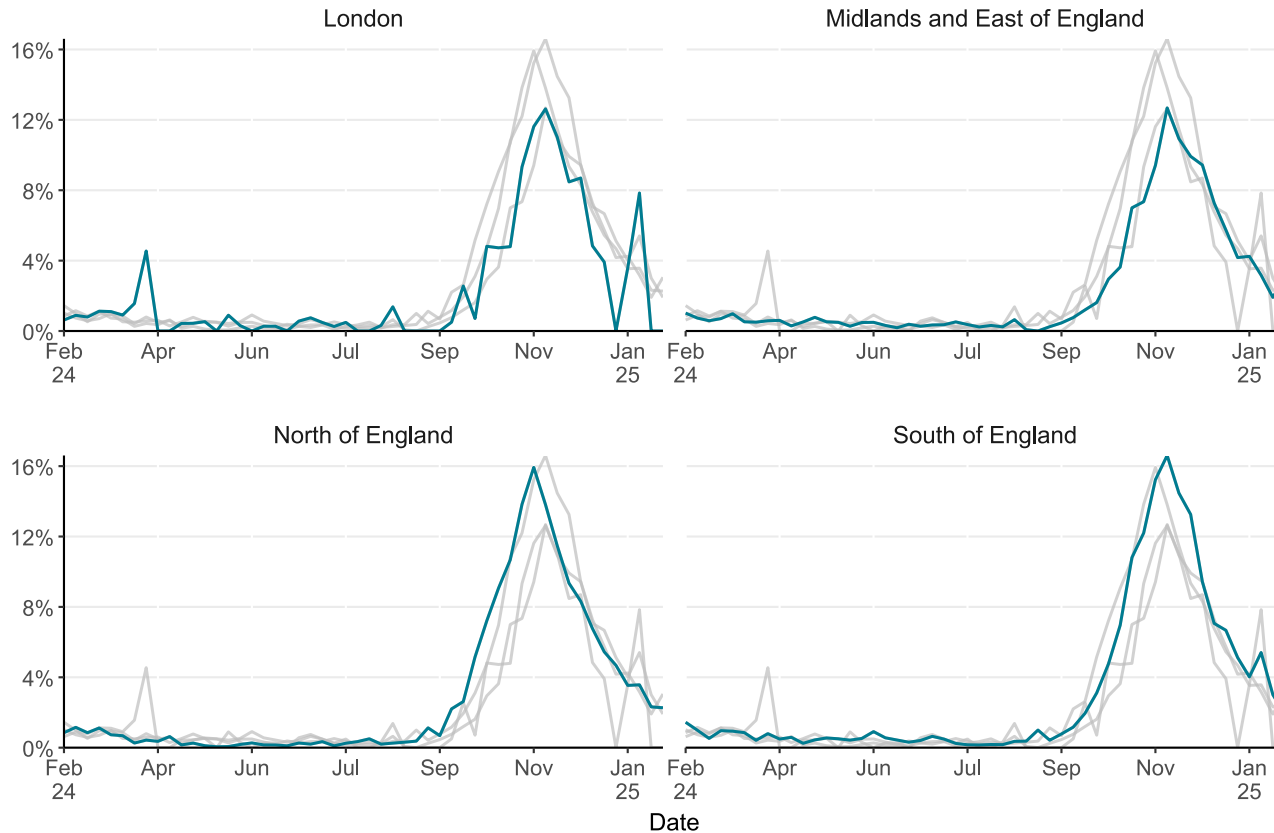 London
16%
12%
8%
4%
0%
Feb Apr Jun Jul Sep Nov Jan
24 25
Midlands and East of England
Feb Apr Jun Jul Sep Nov Jan
24 25
North of England
16%
12%
8%
4%
0%
Feb Apr Jun Jul Sep Nov Jan
24 25
South of England
Feb Apr Jun Jul Sep Nov Jan
24 25
Date